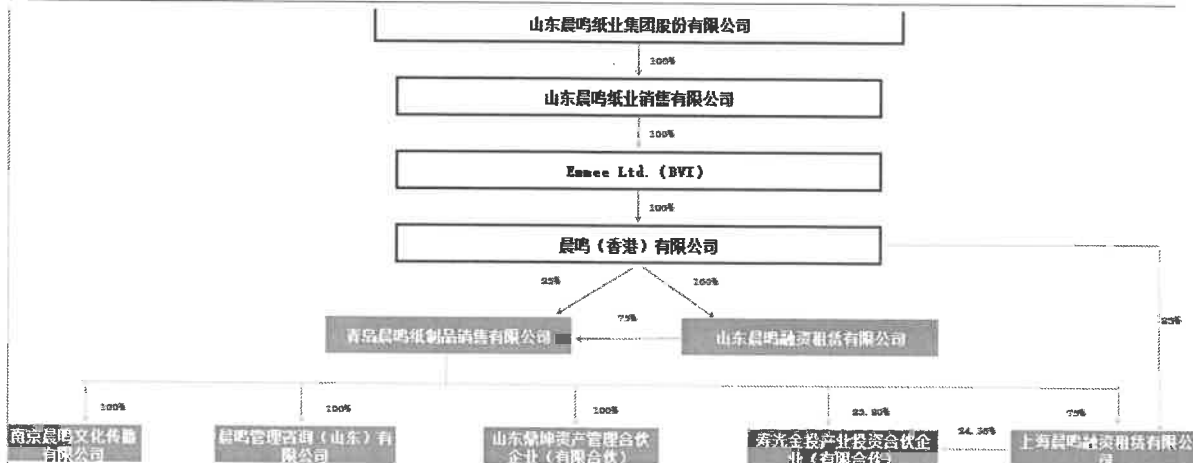 山东晨鸣纸业集团股份有限公司
100%
山东晨鸣纸业销售有限公司
100%
Ltd. (BVI)
100%
晨鸣（香港）有限公司
25%
100%
75%
25%
青岛晨鸣纸制品销售有限公司
山东晨鸣融资租赁有限公司
100%
100%
100%
75%
南京晨鸣文化传播
有限公司
晨鸣管理咨询（山东）有
限公司
山东鼎坤资产管理合伙
企业（有限合伙）
寿光金投产业投资合伙企
业（有限合伙）
上海晨鸣融资租赁有限公
司